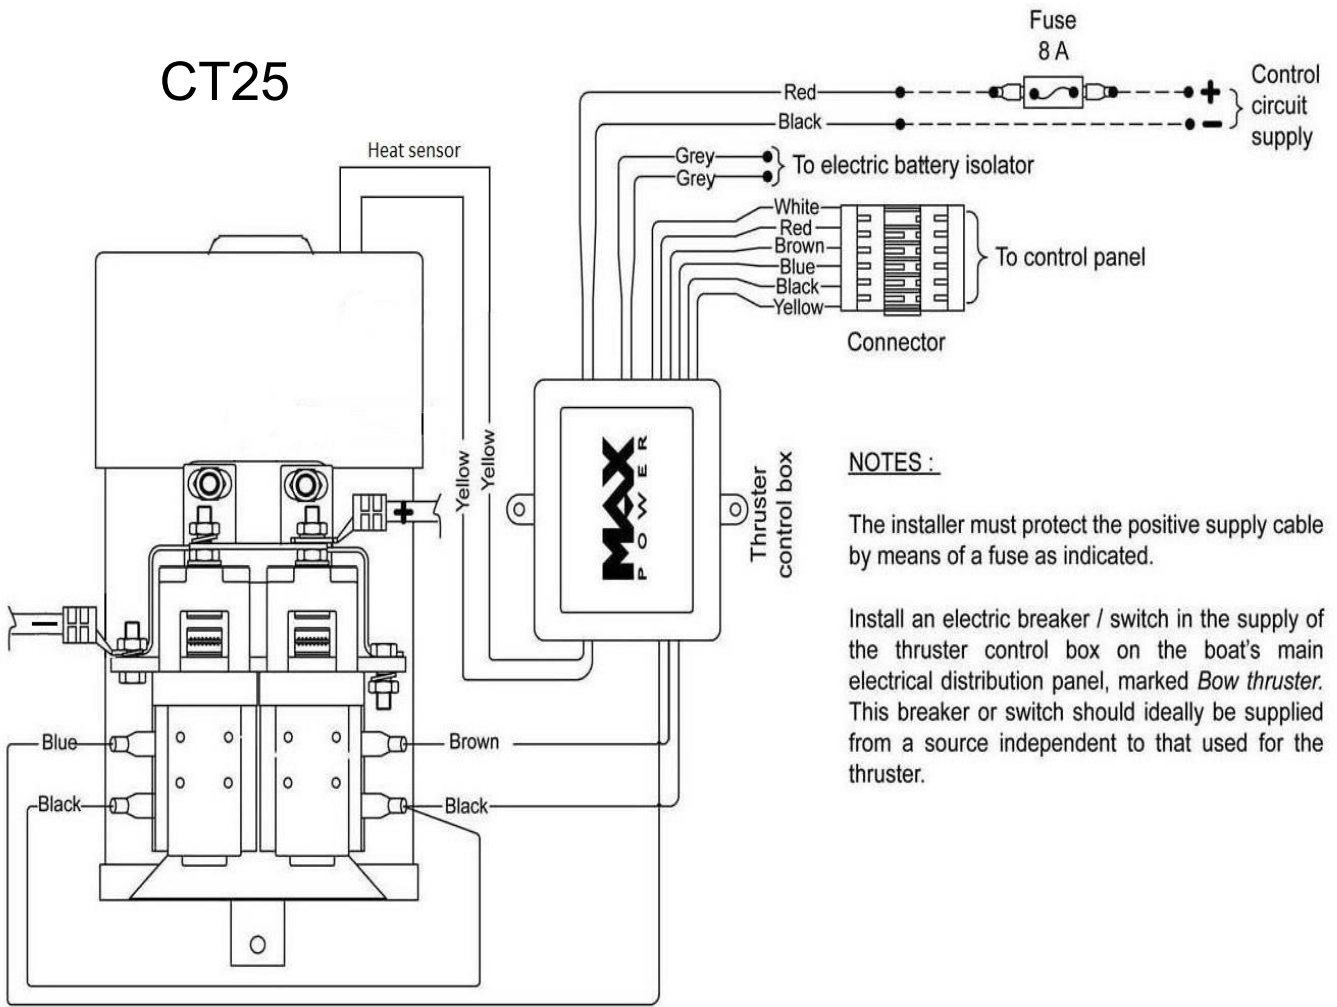 CT25
Fuse
8 A
Red
Black
Control
circuit
supply
Heat sensor
Grey
Grey
To electric battery isolator
White
Red
Brown
Blue
Black
Yellow
To control panel
Connector
Yellow
Yellow
MAX
POWER
Thruster
control box
NOTES :
The installer must protect the positive supply cable
by means of a fuse as indicated.
Install an electric breaker / switch in the supply of
the thruster control box on the boat's main
electrical distribution panel, marked Bow thruster.
This breaker or switch should ideally be supplied
from a source independent to that used for the
thruster.
Blue
Brown
Black
Black